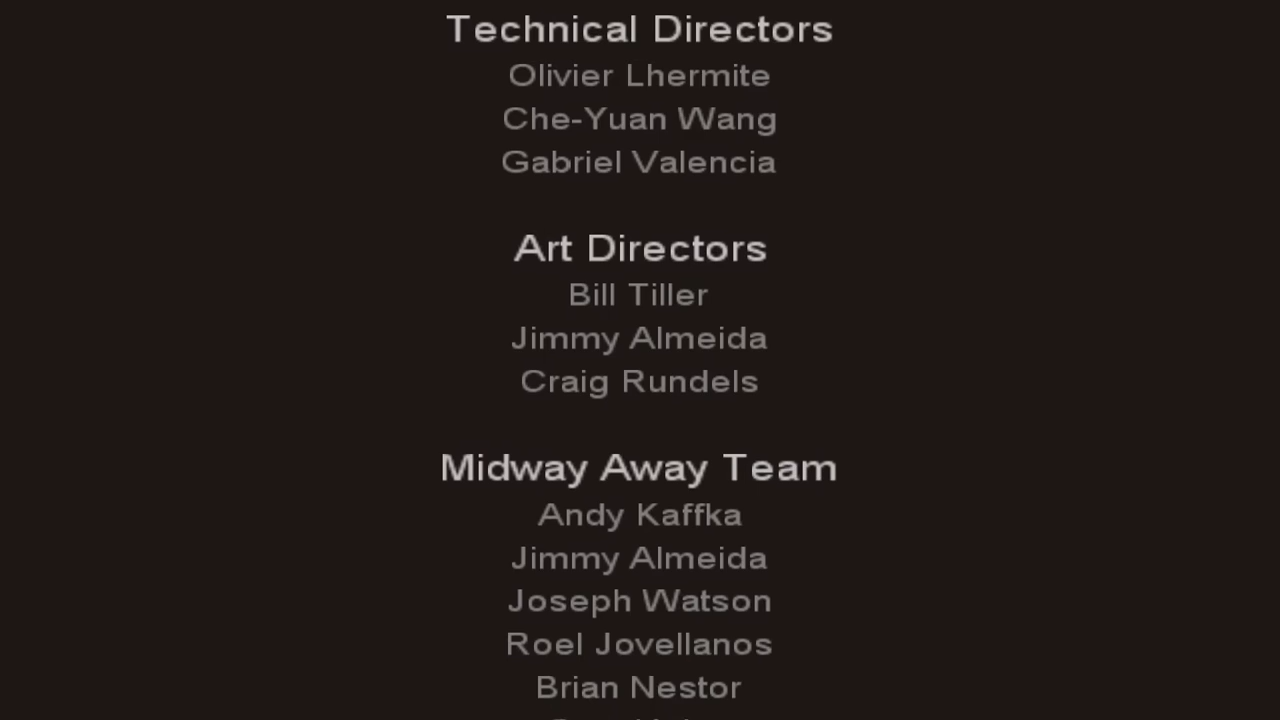 Technical Directors
Olivier Lhermite
Che-Yuan Wang
Gabriel Valencia
Art Directors
Bill Tiller
Jimmy Almeida
Craig Rundels
Midway Away Team
Andy Kaffka
Jimmy Almeida
Joseph Watson
Roel Jovellanos
Brian Nestor